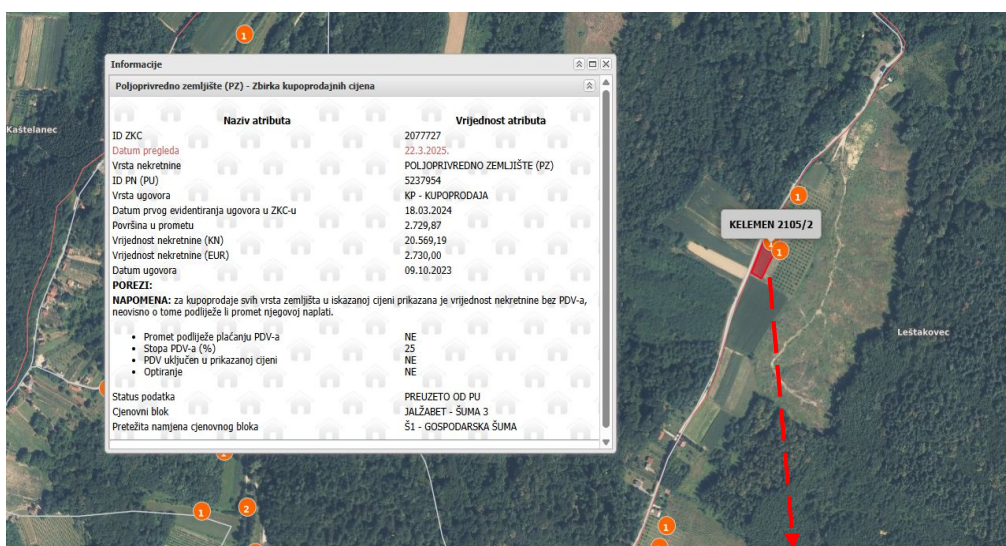 Informacije
Poljoprivredno zemljište (PZ) - Zbirka kupoprodajnih cijena
Naziv atributa Vrijednost atributa
ID ZKC 2077727
Datum pregleda 22.3.2025.
Vrsta nekretnine POLJOPRIVREDNO ZEMLJIŠTE (PZ)
ID PN (PU) 5237954
Vrsta ugovora KP - KUPOPRODAJA
Datum prvog evidentiranja ugovora u ZKC-u 18.03.2024
Površina u prometu 2.729,87
Vrijednost nekretnine (KN) 20.569,19
Vrijednost nekretnine (EUR) 2.730,00
Datum ugovora 09.10.2023
POREZI:
NAPOMENA: za kupoprodaje svih vrsta zemljišta u iskazanoj cijeni prikazana je vrijednost nekretnine bez PDV-a,
neovisno o tome podliježe li promet njegovoj naplati.
• Promet podliježe plaćanju PDV-a NE
• Stopa PDV-a (%) 25
• PDV uključen u prikazanoj cijeni NE
• Optiranje NE
Status podatka PREUZETO OD PU
Cjenovni blok JALŽABET - ŠUMA 3
Pretežita namjena cjenovnog bloka Š1 - GOSPODARSKA ŠUMA
Kaštelanec
KELEMEN 2105/2
Leštakovec
1
1
1
1
2
1